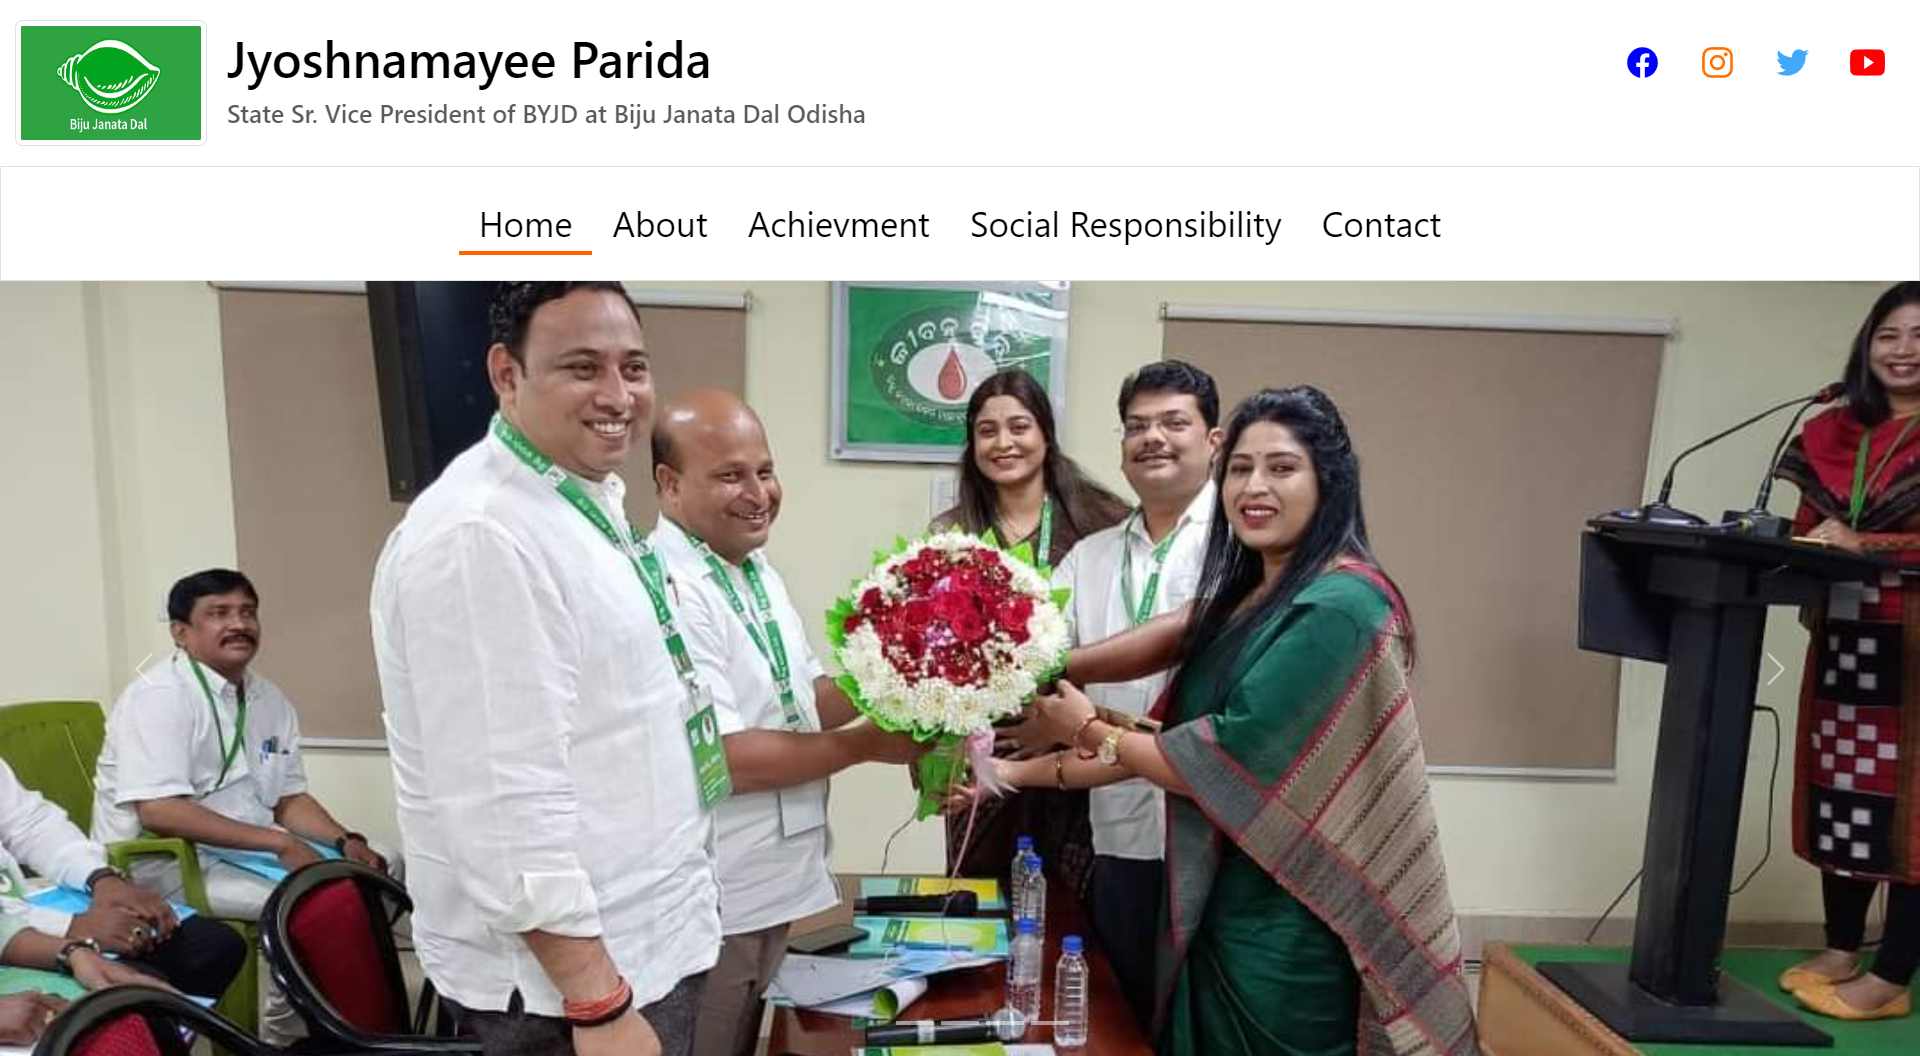 Biju Janata Dal
Jyoshnamayee Parida
State Sr. Vice President of BYJD at Biju Janata Dal Odisha
Home
About
Achievment
Social Responsibility
Contact